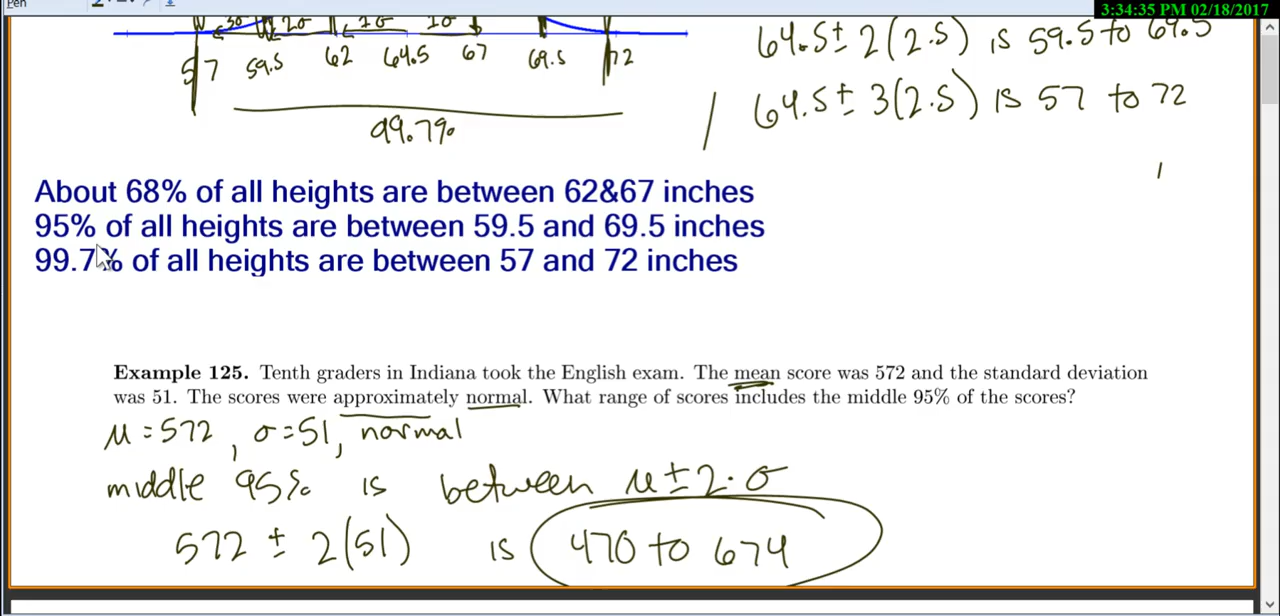 Pen
3:34:35 PM 02/18/2017
3σ 2σ 1σ 1σ
57 59.5 62 64.5 67 69.5 72
99.7%
64.5 ± 2(2.5) is 59.5 to 69.5
64.5 ± 3(2.5) is 57 to 72
About 68% of all heights are between 62&67 inches
95% of all heights are between 59.5 and 69.5 inches
99.7% of all heights are between 57 and 72 inches
Example 125. Tenth graders in Indiana took the English exam. The mean score was 572 and the standard deviation
was 51. The scores were approximately normal. What range of scores includes the middle 95% of the scores?
μ = 572, σ = 51, normal
middle 95% is between μ ± 2·σ
572 ± 2(51) is 470 to 674